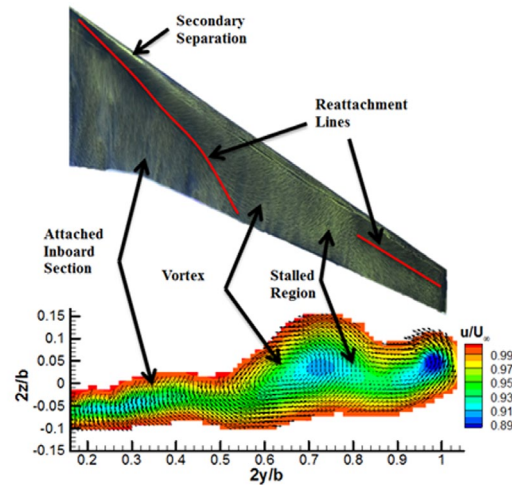 Secondary
Separation
Reattachment
Lines
Attached
Inboard
Section
Vortex
Stalled
Region
0.15
0.1
0.05
0
-0.05
-0.1
-0.15
2z/b
0.2 0.3 0.4 0.5 0.6 0.7 0.8 0.9 1
2y/b
u/U∞
0.99
0.97
0.95
0.93
0.91
0.89